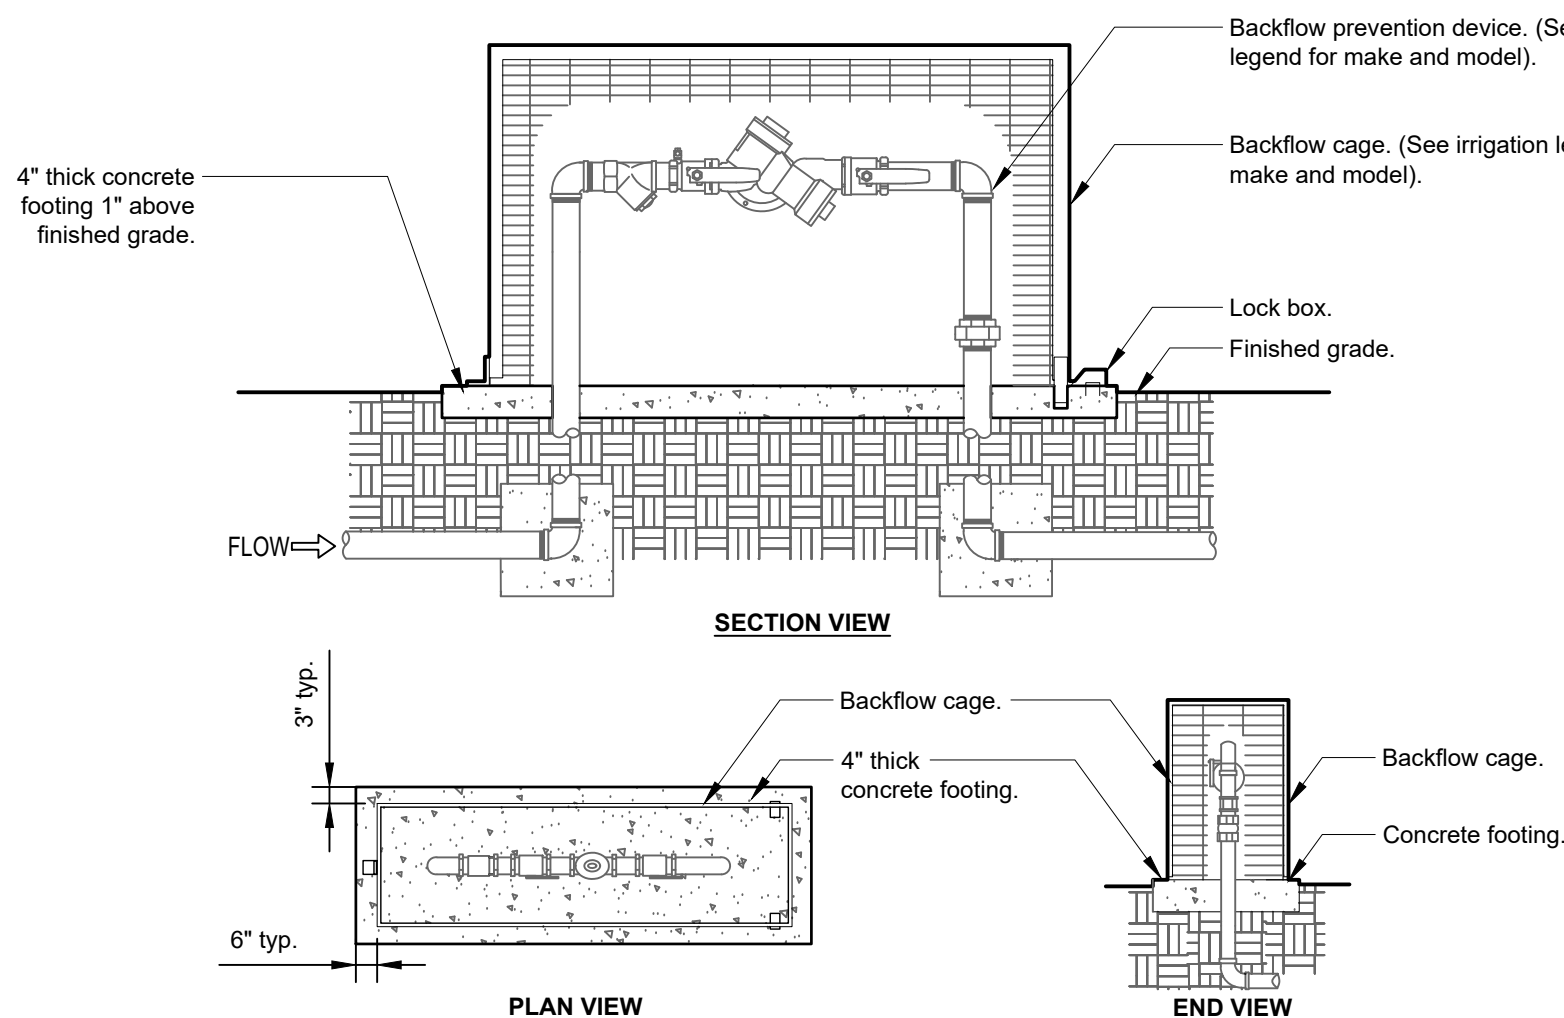 Backflow prevention device. (Se
legend for make and model).
4" thick concrete
footing 1" above
finished grade.
Backflow cage. (See irrigation le
make and model).
Lock box.
Finished grade.
FLOW
SECTION VIEW
3" typ.
Backflow cage.
4" thick
concrete footing.
Backflow cage.
Concrete footing.
6" typ.
PLAN VIEW
END VIEW